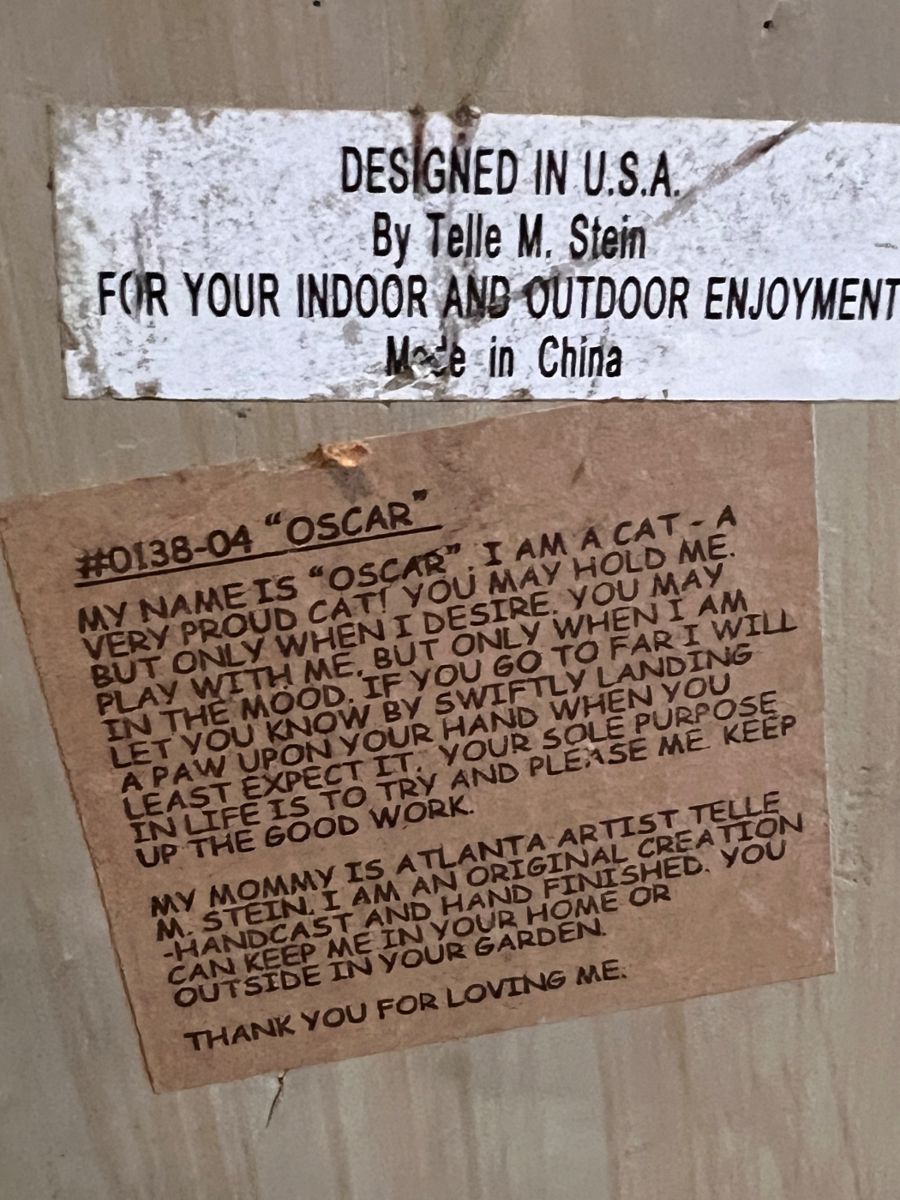 DESIGNED IN U.S.A.
By Telle M. Stein
FOR YOUR INDOOR AND OUTDOOR ENJOYMENT
Made in China
#0138-04 “OSCAR”
MY NAME IS “OSCAR”. I AM A CAT - A
VERY PROUD CAT! YOU MAY HOLD ME.
BUT ONLY WHEN I DESIRE. YOU MAY
PLAY WITH ME, BUT ONLY WHEN I AM
IN THE MOOD. IF YOU GO TO FAR I WILL
LET YOU KNOW BY SWIFTLY LANDING
A PAW UPON YOUR HAND WHEN YOU
LEAST EXPECT IT. YOUR SOLE PURPOSE
IN LIFE IS TO TRY AND PLEASE ME. KEEP
UP THE GOOD WORK.
MY MOMMY IS ATLANTA ARTIST TELLE
M. STEIN. I AM AN ORIGINAL CREATION
-HANDCAST AND HAND FINISHED. YOU
CAN KEEP ME IN YOUR HOME OR
OUTSIDE IN YOUR GARDEN.
THANK YOU FOR LOVING ME.